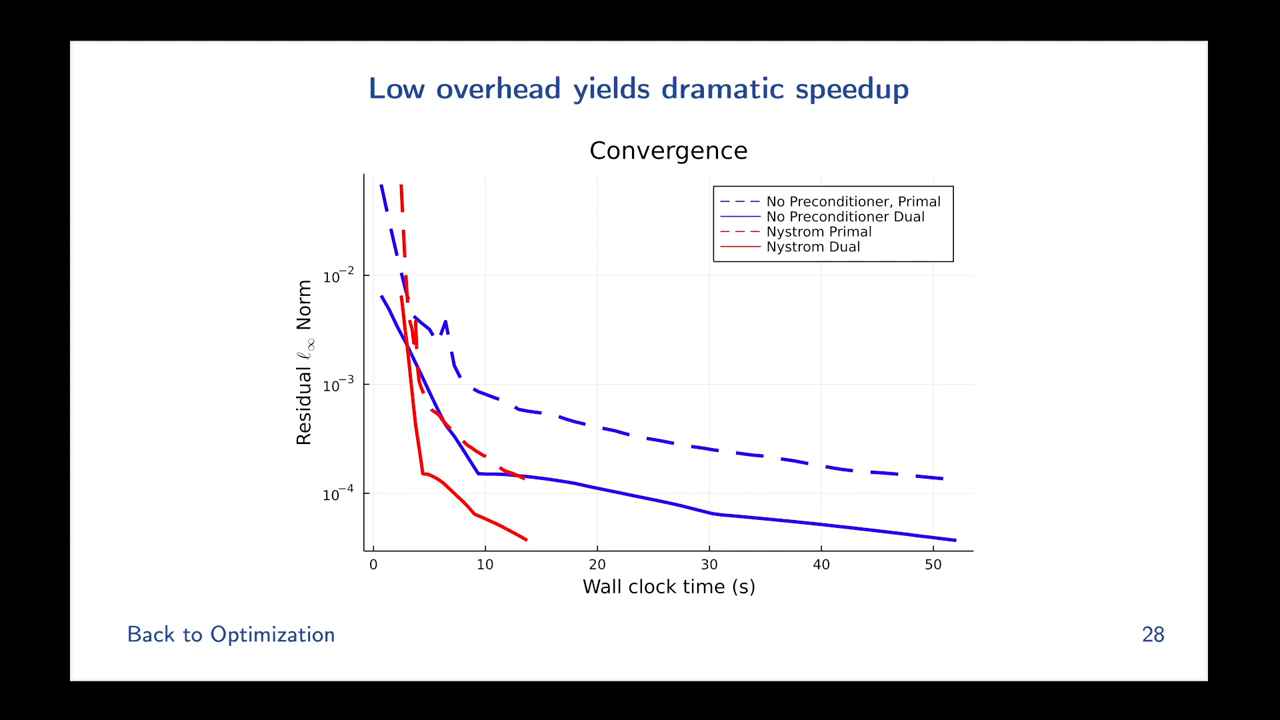 Low overhead yields dramatic speedup
Convergence
No Preconditioner, Primal
No Preconditioner Dual
Nystrom Primal
Nystrom Dual
Residual ℓ∞ Norm
10⁻²
10⁻³
10⁻⁴
0 10 20 30 40 50
Wall clock time (s)
Back to Optimization 28